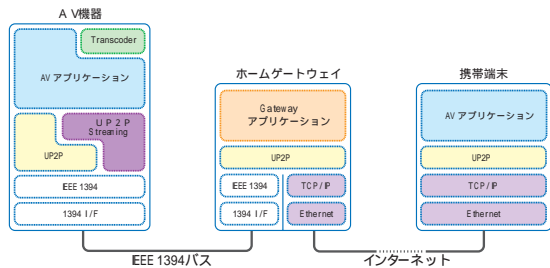 AV機器
Transcoder
AV アプリケーション
UP2P
Streaming
UP2P
IEEE 1394
1394 I/F
ホームゲートウェイ
Gateway
アプリケーション
UP2P
IEEE 1394
TCP/IP
1394 I/F
Ethernet
携帯端末
AV アプリケーション
UP2P
TCP/IP
Ethernet
IEEE 1394バス
インターネット